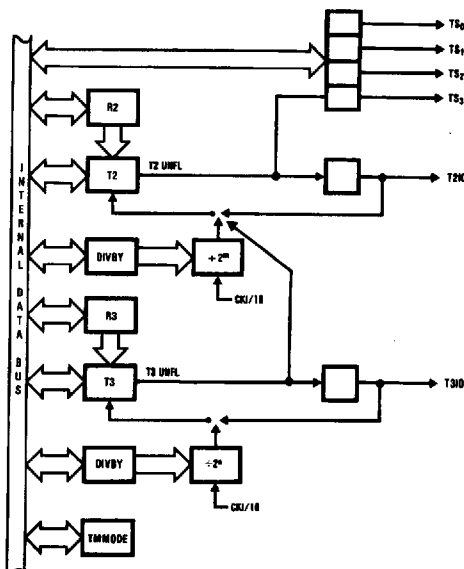 TS0
TS1
TS2
TS3
R2
T2
T2 UNFL
T2IO
DIVBY
÷ 2m
CKI/16
R3
T3
T3 UNFL
T3IO
DIVBY
÷2n
CKI/16
TMMODE
INTERNAL DATA BUS